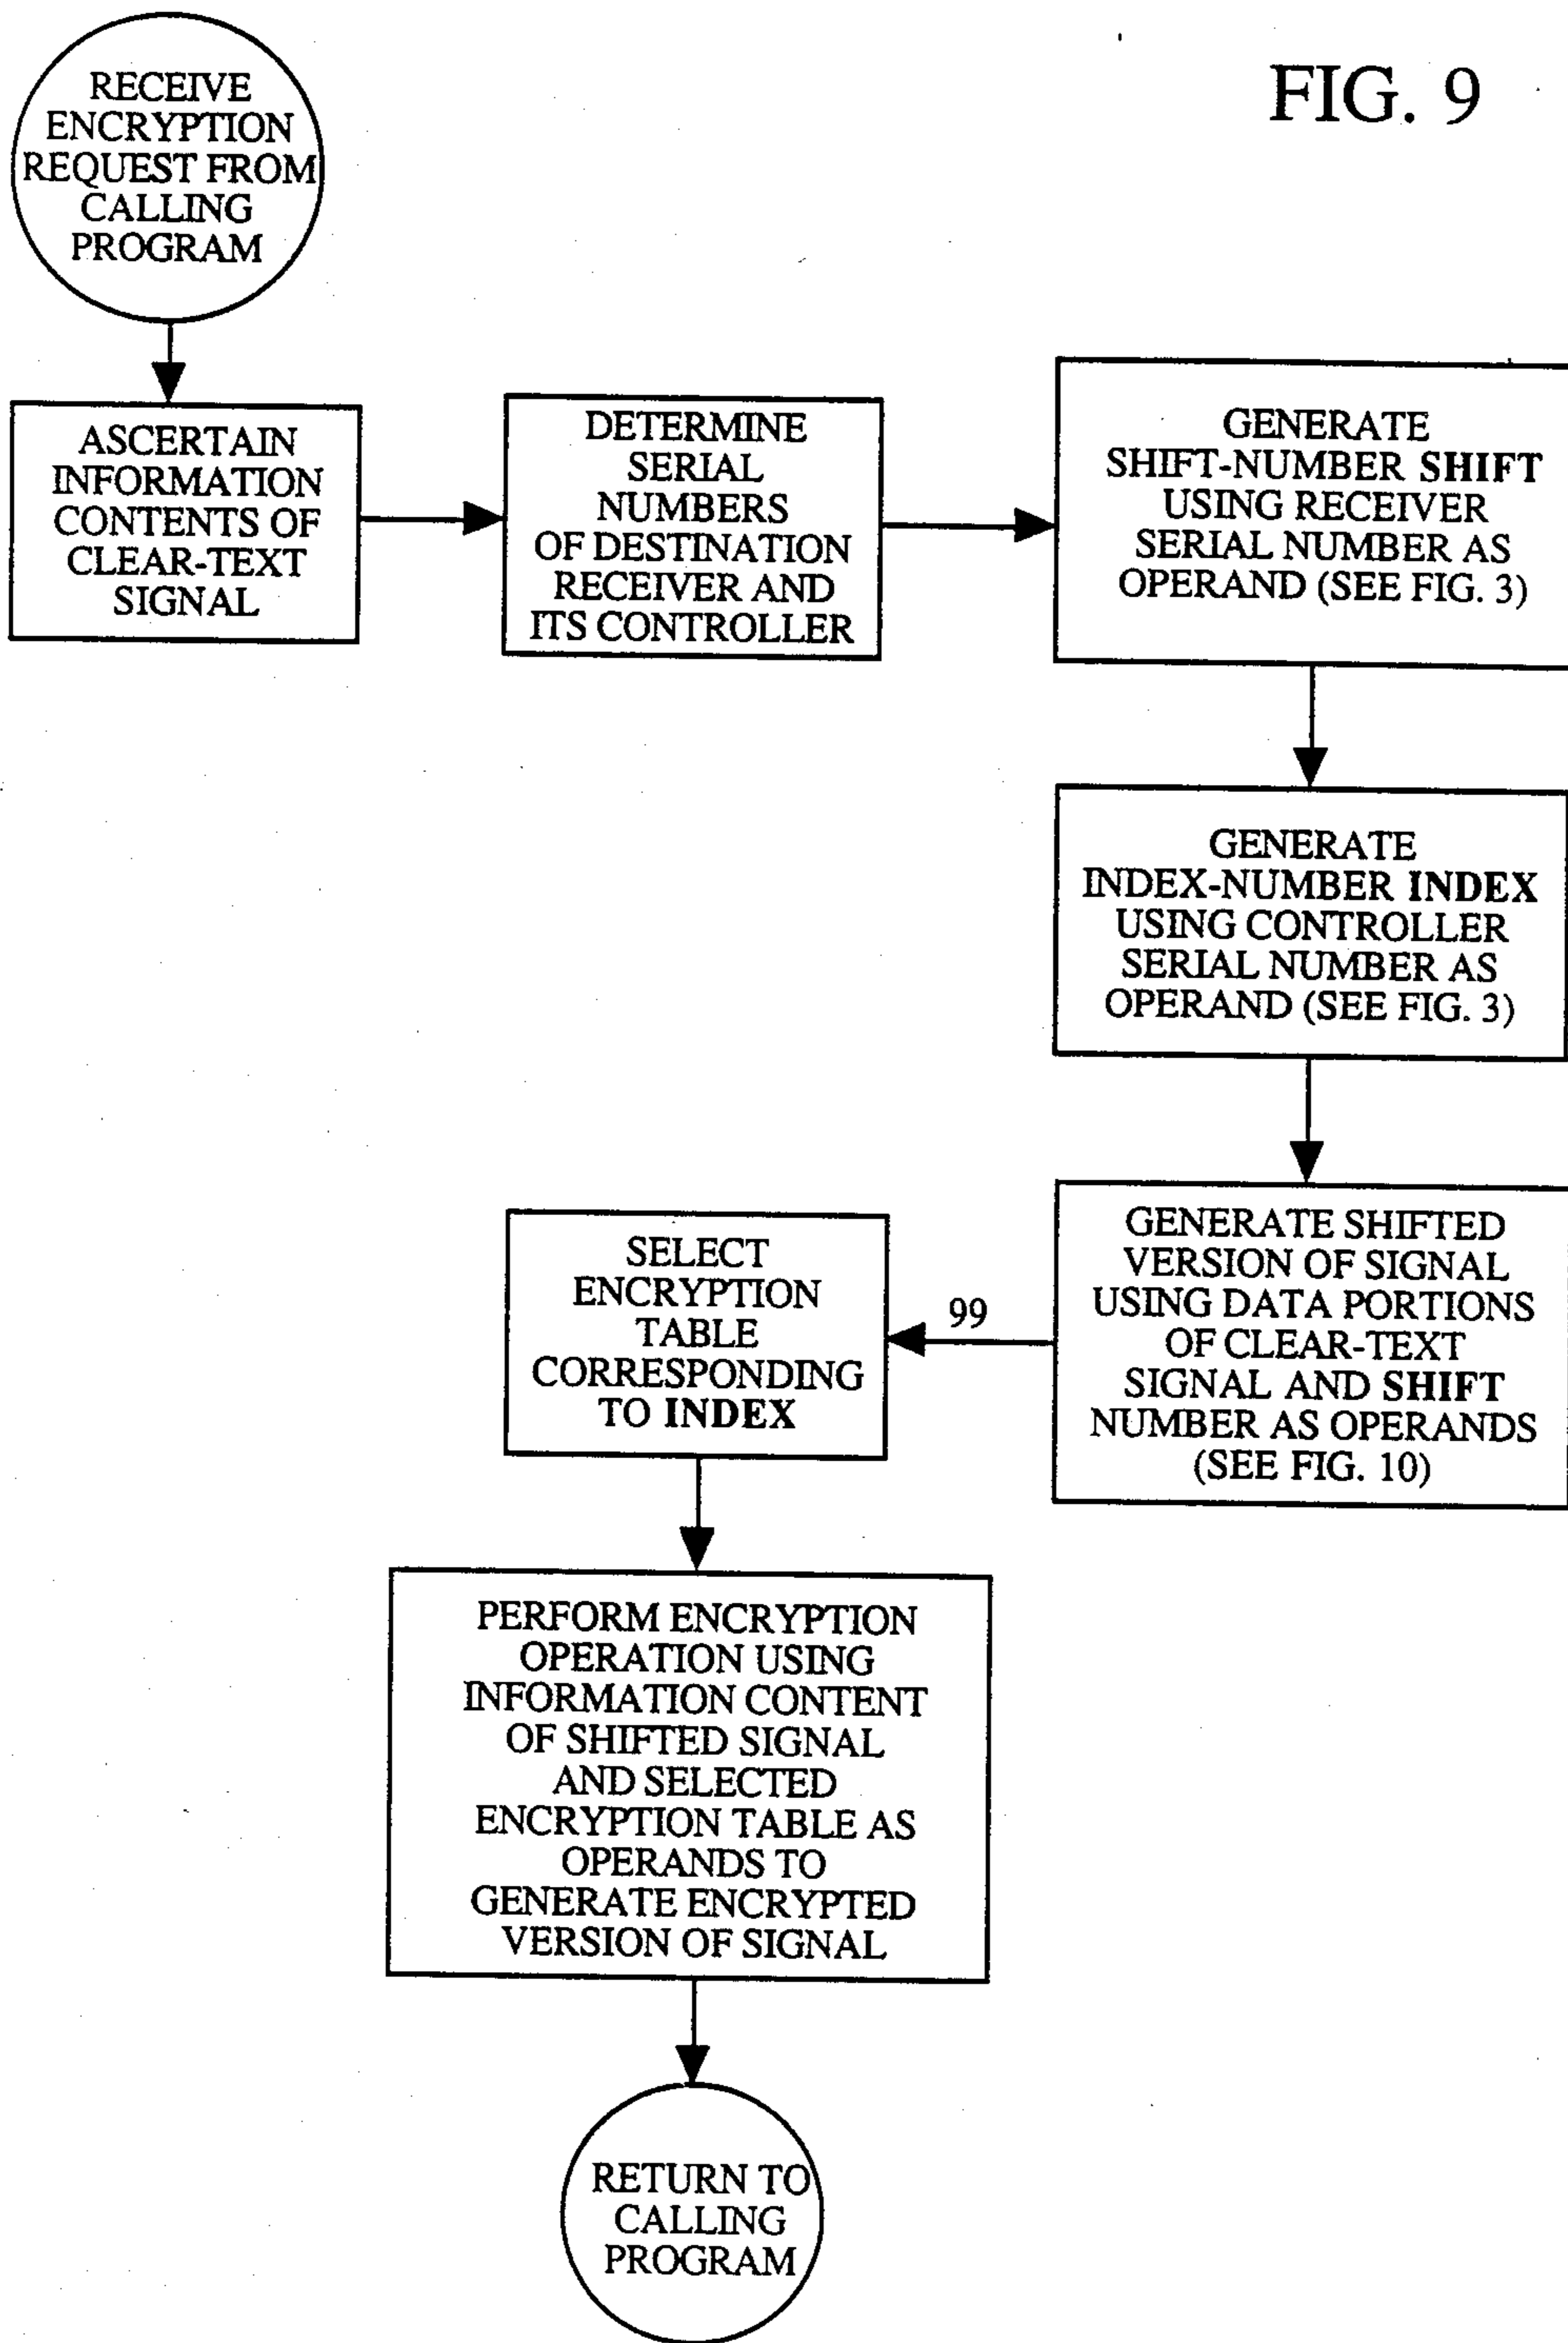 FIG. 9
RECEIVE
ENCRYPTION
REQUEST FROM
CALLING
PROGRAM
ASCERTAIN
INFORMATION
CONTENTS OF
CLEAR-TEXT
SIGNAL
DETERMINE
SERIAL
NUMBERS
OF DESTINATION
RECEIVER AND
ITS CONTROLLER
GENERATE
SHIFT-NUMBER SHIFT
USING RECEIVER
SERIAL NUMBER AS
OPERAND (SEE FIG. 3)
GENERATE
INDEX-NUMBER INDEX
USING CONTROLLER
SERIAL NUMBER AS
OPERAND (SEE FIG. 3)
GENERATE SHIFTED
VERSION OF SIGNAL
USING DATA PORTIONS
OF CLEAR-TEXT
SIGNAL AND SHIFT
NUMBER AS OPERANDS
(SEE FIG. 10)
99
SELECT
ENCRYPTION
TABLE
CORRESPONDING
TO INDEX
PERFORM ENCRYPTION
OPERATION USING
INFORMATION CONTENT
OF SHIFTED SIGNAL
AND SELECTED
ENCRYPTION TABLE AS
OPERANDS TO
GENERATE ENCRYPTED
VERSION OF SIGNAL
RETURN TO
CALLING
PROGRAM